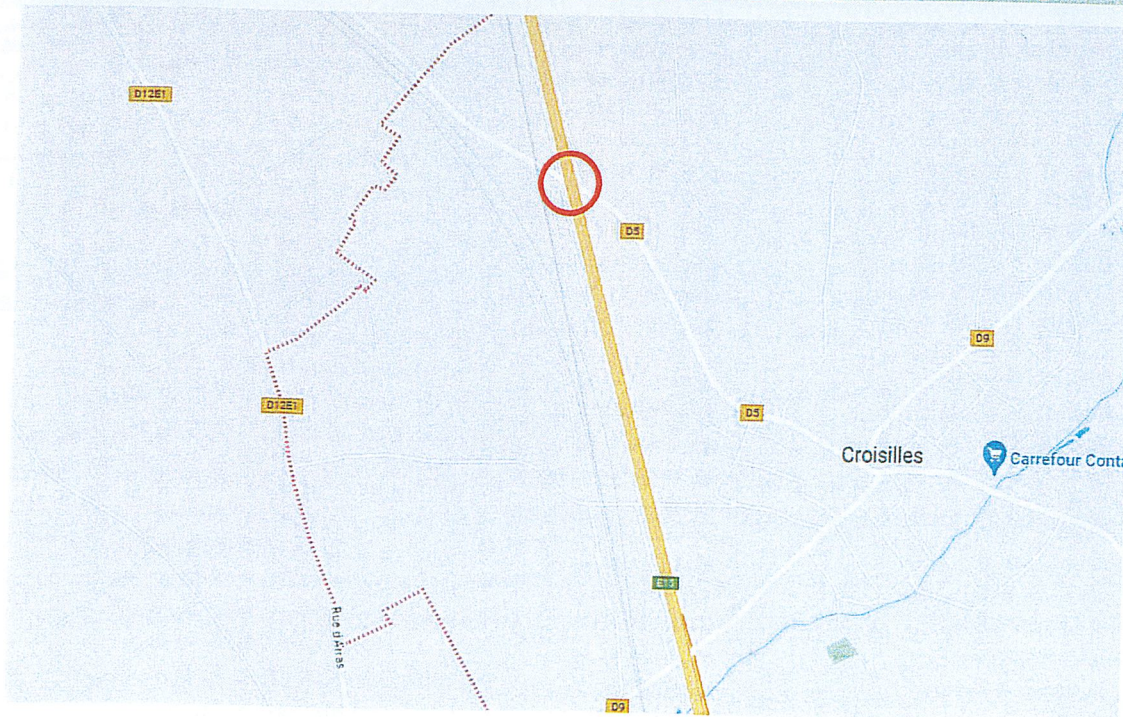 D12E1
D5
D9
D12E1
D5
Croisilles
Carrefour Conta
E15
Rue d'Arras
D9